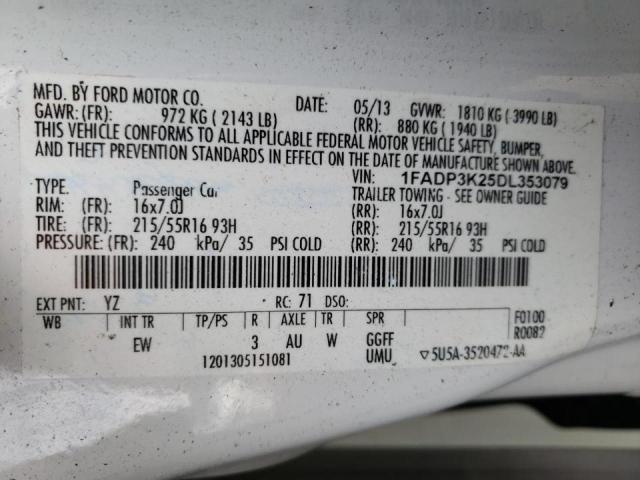 MFD. BY FORD MOTOR CO.
DATE: 05/13 GVWR: 1810 KG ( 3990 LB)
GAWR: (FR): 972 KG ( 2143 LB) (RR): 880 KG ( 1940 LB)
THIS VEHICLE CONFORMS TO ALL APPLICABLE FEDERAL MOTOR VEHICLE SAFETY, BUMPER,
AND THEFT PREVENTION STANDARDS IN EFFECT ON THE DATE OF MANUFACTURE SHOWN ABOVE.
VIN: 1FADP3K25DL353079
TYPE: Passenger Car TRAILER TOWING - SEE OWNER GUIDE
RIM: (FR): 16x7.0J (RR): 16x7.0J
TIRE: (FR): 215/55R16 93H (RR): 215/55R16 93H
PRESSURE: (FR): 240 kPa/ 35 PSI COLD (RR): 240 kPa/ 35 PSI COLD
EXT PNT: YZ RC: 71 DSO:
WB INT TR TP/PS R AXLE TR SPR F0100
R0082
EW 3 AU W GGFF
1201305151081 UMU ▽5U5A-3520472-AA